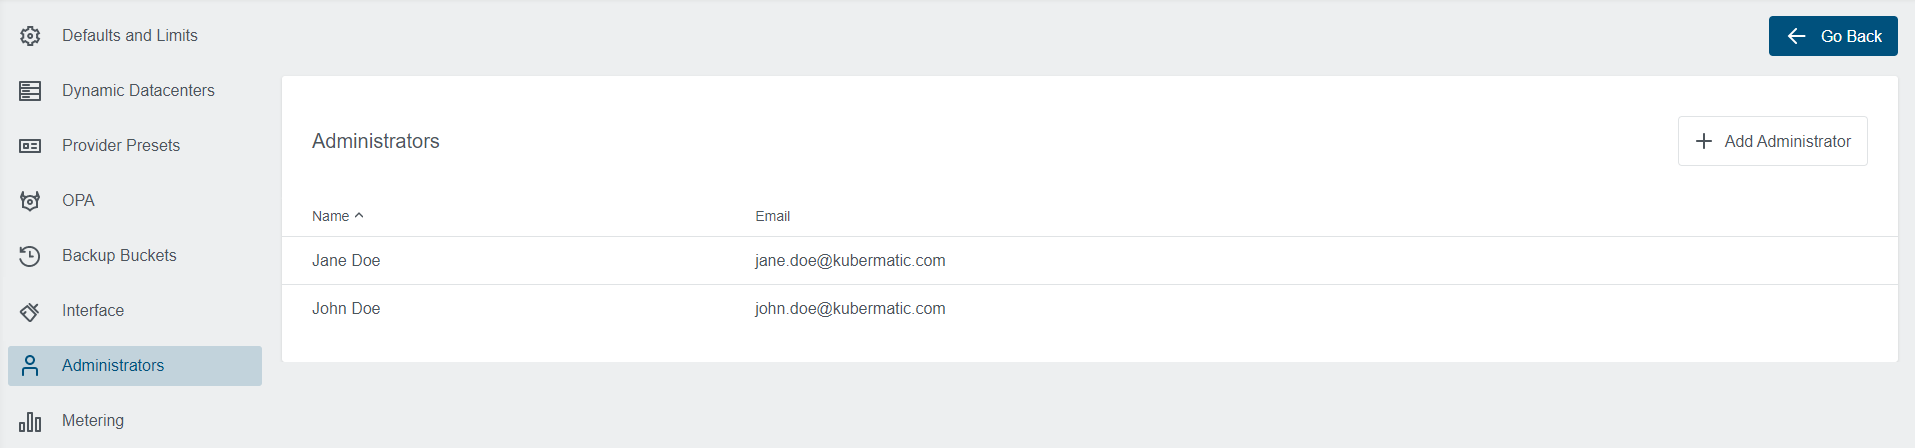 Defaults and Limits
Dynamic Datacenters
Provider Presets
OPA
Backup Buckets
Interface
Administrators
Metering
Go Back
Administrators
Add Administrator
Name Email
Jane Doe jane.doe@kubermatic.com
John Doe john.doe@kubermatic.com